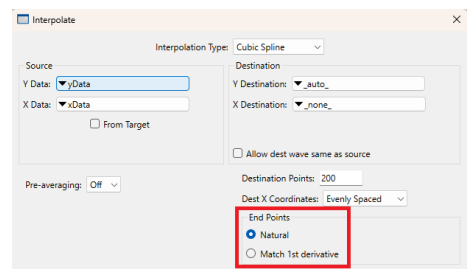 Interpolate
Interpolation Type: Cubic Spline
Source
Y Data: yData
X Data: xData
From Target
Destination
Y Destination: _auto_
X Destination: _none_
Allow dest wave same as source
Pre-averaging: Off
Destination Points: 200
Dest X Coordinates: Evenly Spaced
End Points
Natural
Match 1st derivative